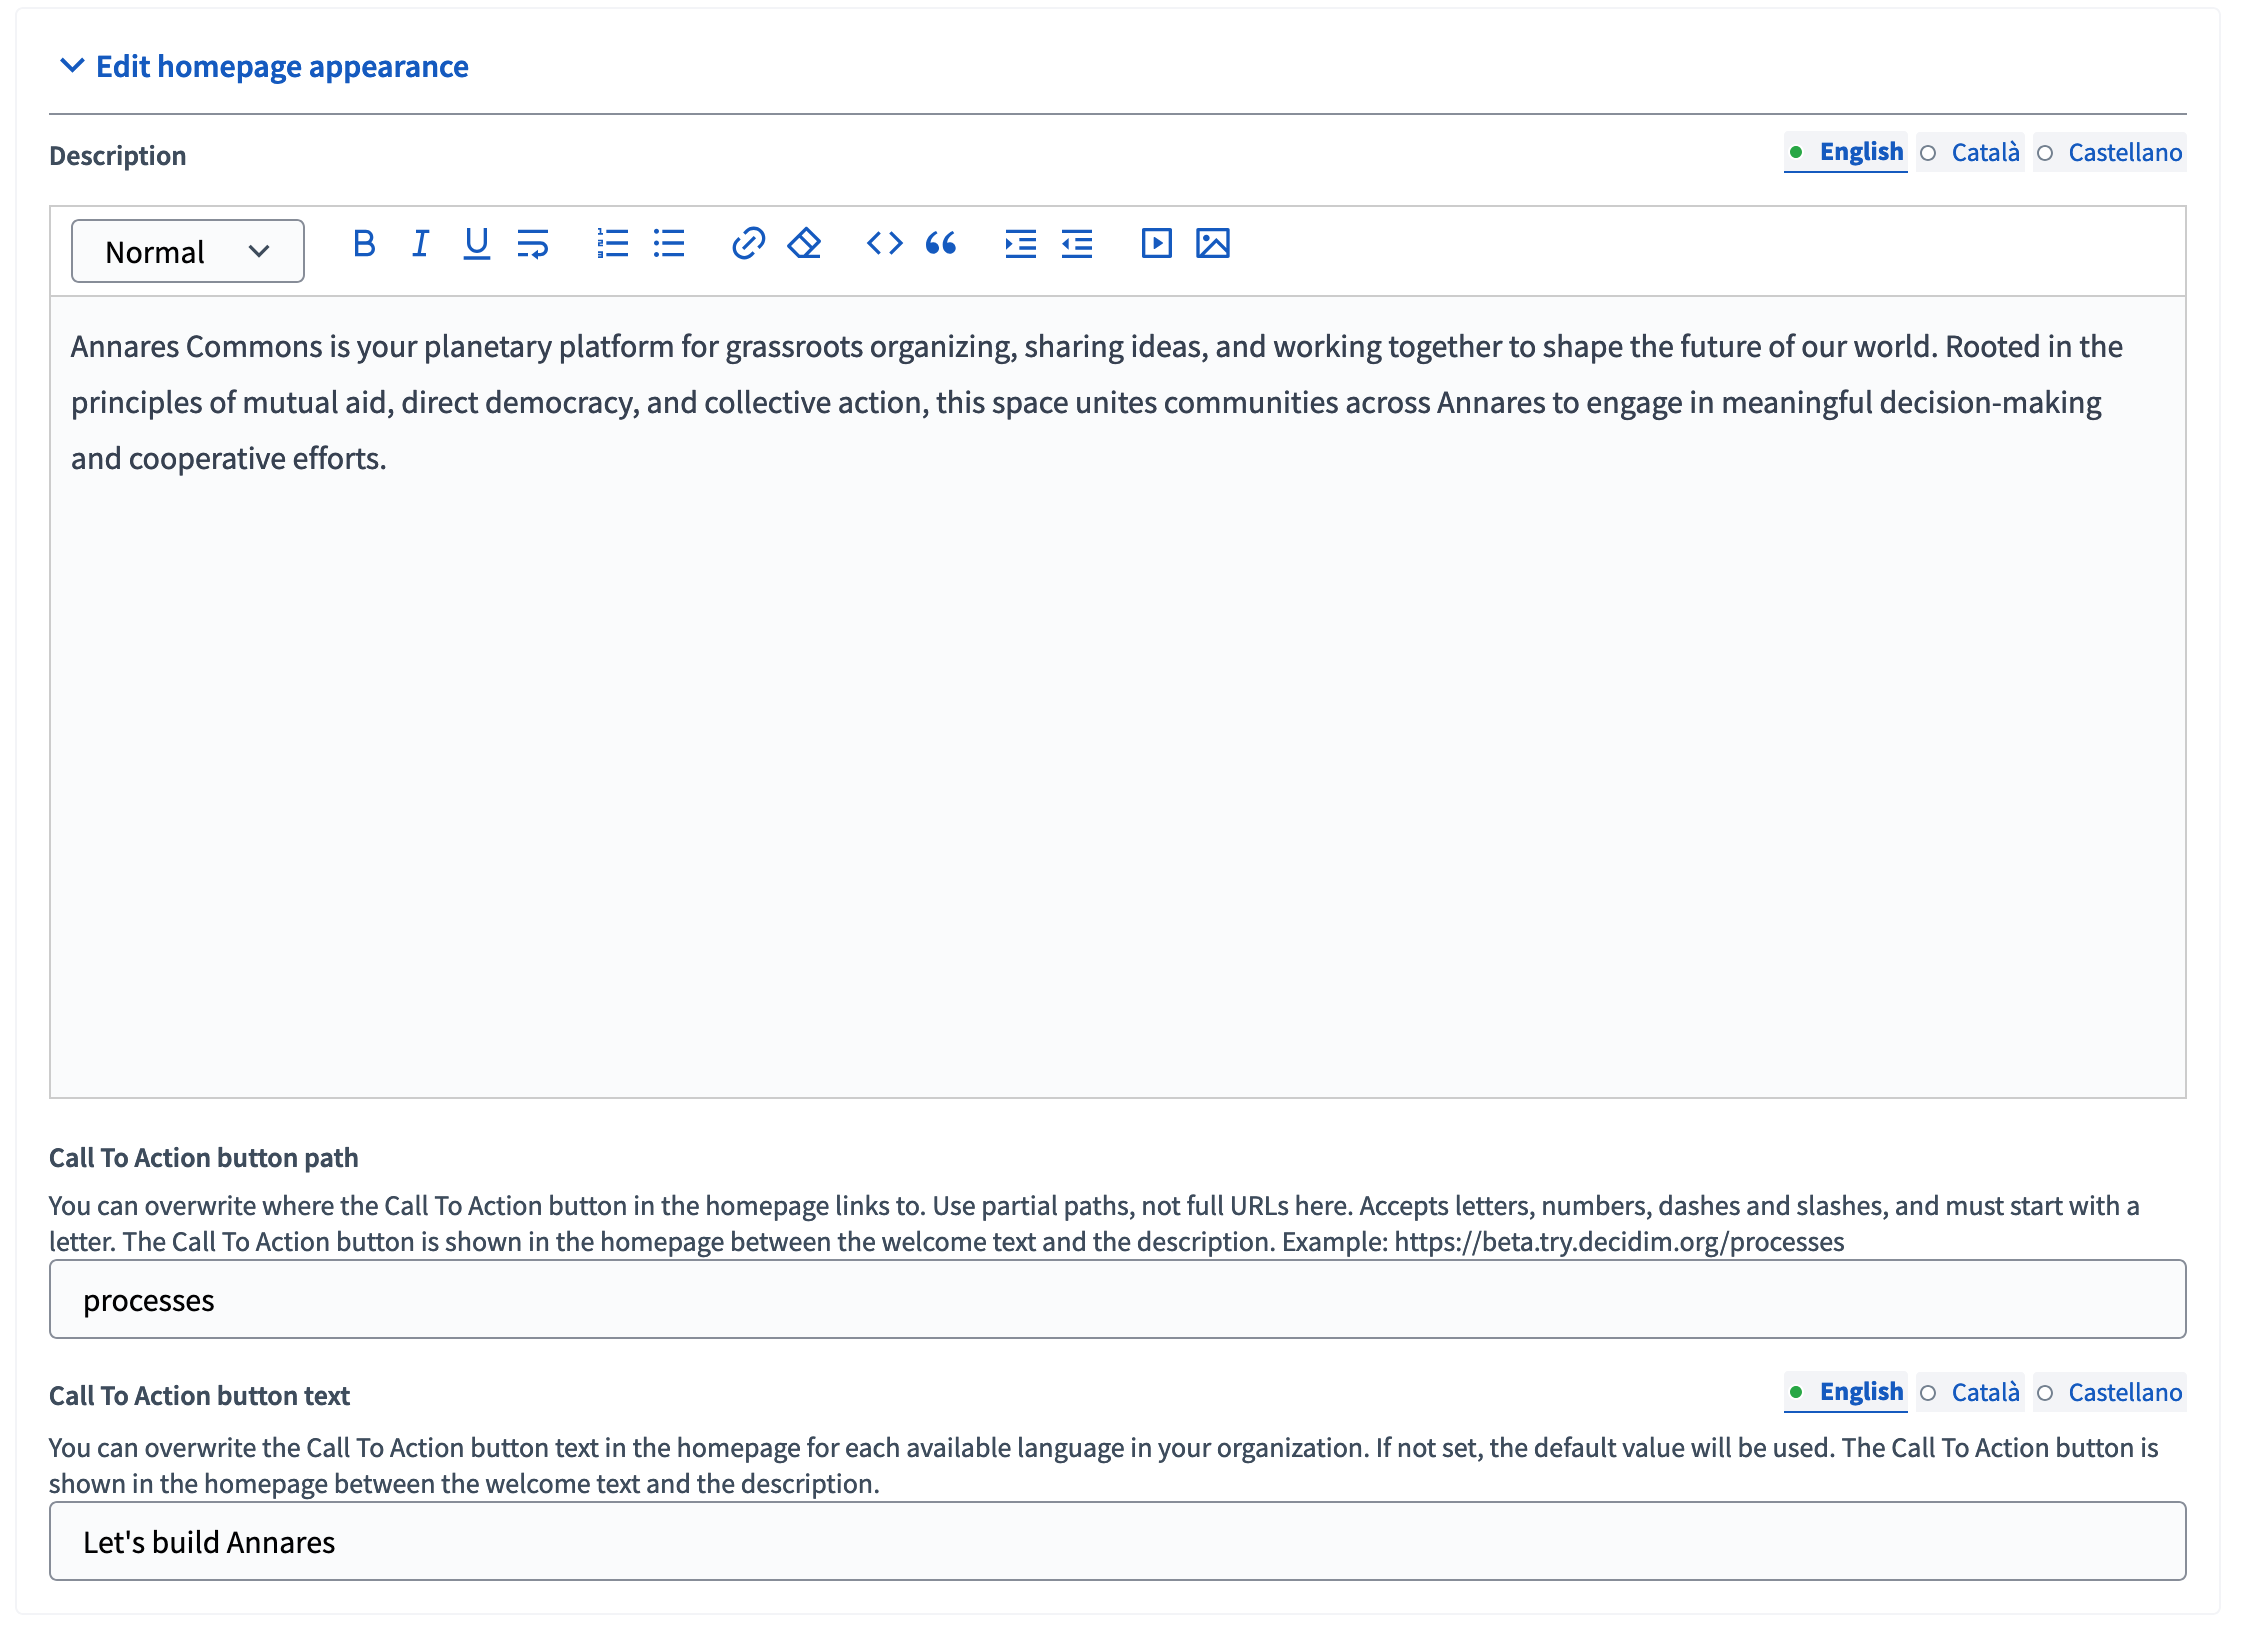 Edit homepage appearance
Description
English Català Castellano
Normal
Annares Commons is your planetary platform for grassroots organizing, sharing ideas, and working together to shape the future of our world. Rooted in the
principles of mutual aid, direct democracy, and collective action, this space unites communities across Annares to engage in meaningful decision-making
and cooperative efforts.
Call To Action button path
You can overwrite where the Call To Action button in the homepage links to. Use partial paths, not full URLs here. Accepts letters, numbers, dashes and slashes, and must start with a
letter. The Call To Action button is shown in the homepage between the welcome text and the description. Example: https://beta.try.decidim.org/processes
processes
Call To Action button text
English Català Castellano
You can overwrite the Call To Action button text in the homepage for each available language in your organization. If not set, the default value will be used. The Call To Action button is
shown in the homepage between the welcome text and the description.
Let's build Annares